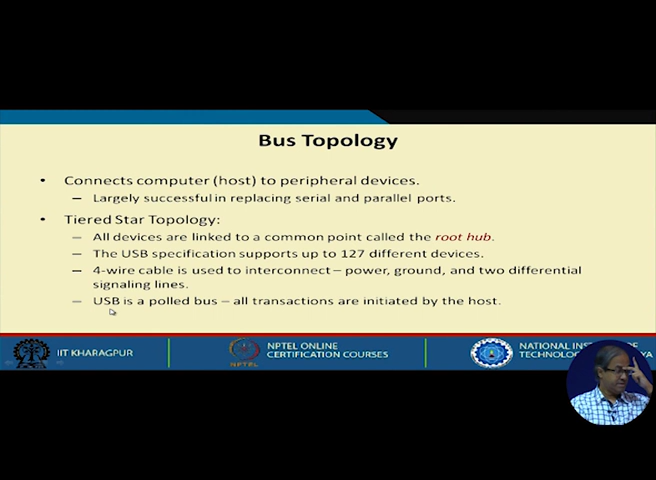 Bus Topology
• Connects computer (host) to peripheral devices.
– Largely successful in replacing serial and parallel ports.
• Tiered Star Topology:
– All devices are linked to a common point called the root hub.
– The USB specification supports up to 127 different devices.
– 4-wire cable is used to interconnect – power, ground, and two differential
signaling lines.
– USB is a polled bus – all transactions are initiated by the host.
IIT KHARAGPUR
NPTEL
NPTEL ONLINE
CERTIFICATION COURSES
NATIONAL OF